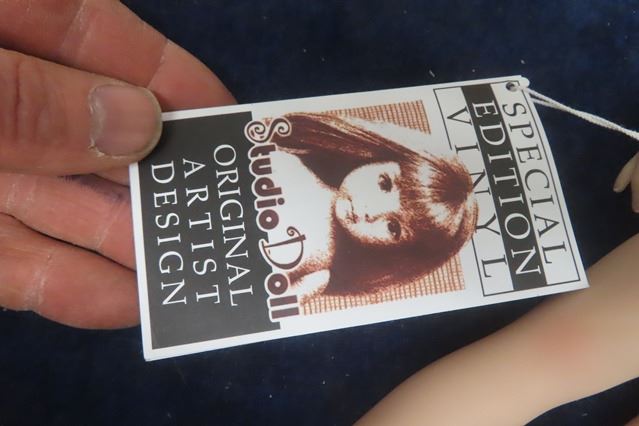 SPECIAL
EDITION
VINYL
Studio Doll
ORIGINAL
ARTIST
DESIGN